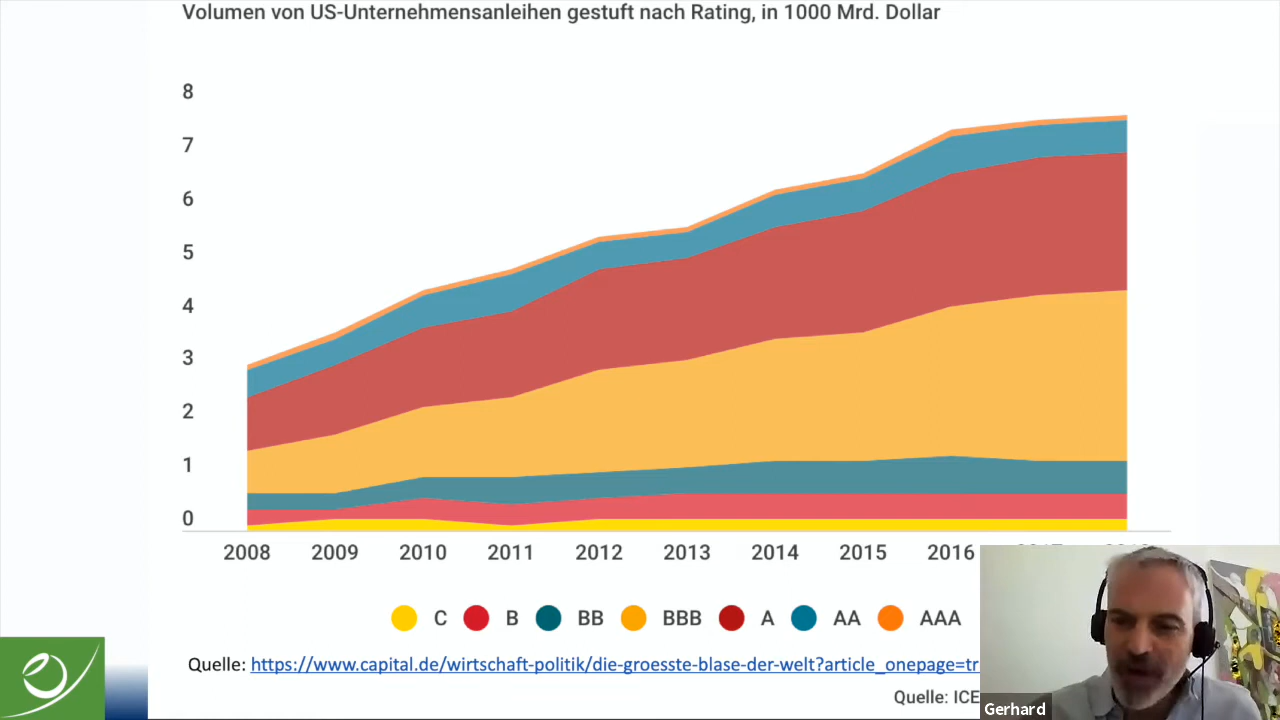 Volumen von US-Unternehmensanleihen gestuft nach Rating, in 1000 Mrd. Dollar
8
7
6
5
4
3
2
1
0
2008 2009 2010 2011 2012 2013 2014 2015 2016
C B BB BBB A AA AAA
Quelle: https://www.capital.de/wirtschaft-politik/die-groesste-blase-der-welt?article_onepage=tr
Quelle: ICE
Gerhard